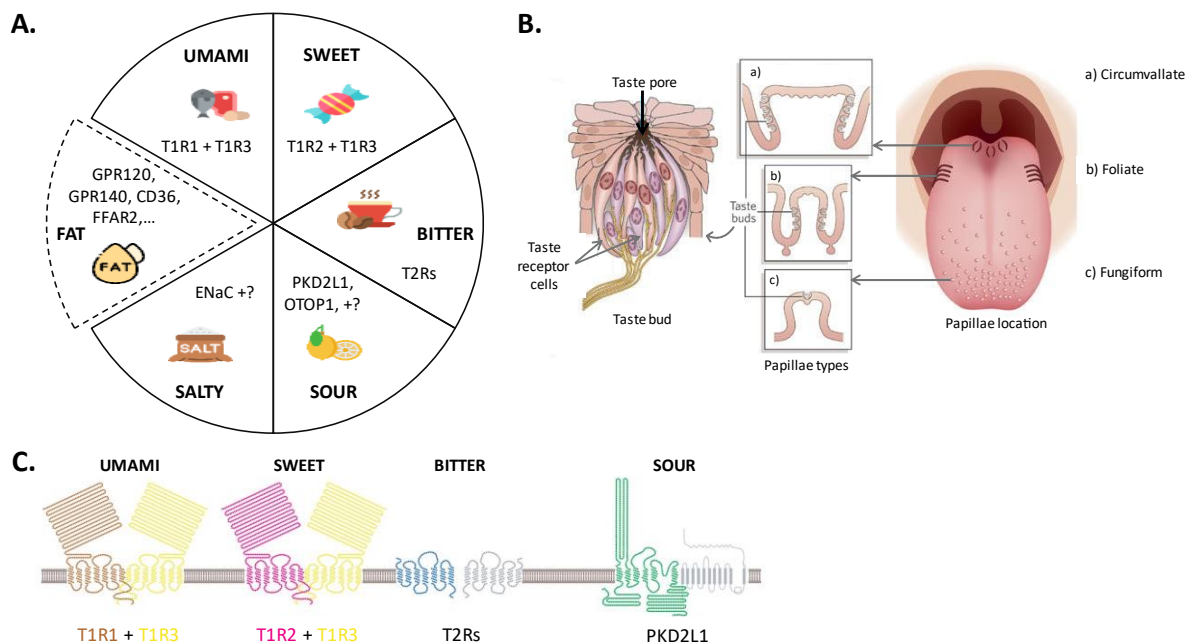 A.
UMAMI
T1R1 + T1R3
SWEET
T1R2 + T1R3
BITTER
T2Rs
PKD2L1,
OTOP1, +?
SOUR
ENaC +?
SALT
SALTY
GPR120,
GPR140, CD36,
FFAR2,...
FAT
FAT
B.
Taste pore
Taste
receptor
cells
Taste bud
a)
b)
Taste
buds
c)
Papillae types
Papillae location
a) Circumvallate
b) Foliate
c) Fungiform
C.
UMAMI
SWEET
BITTER
SOUR
T1R1 + T1R3
T1R2 + T1R3
T2Rs
PKD2L1